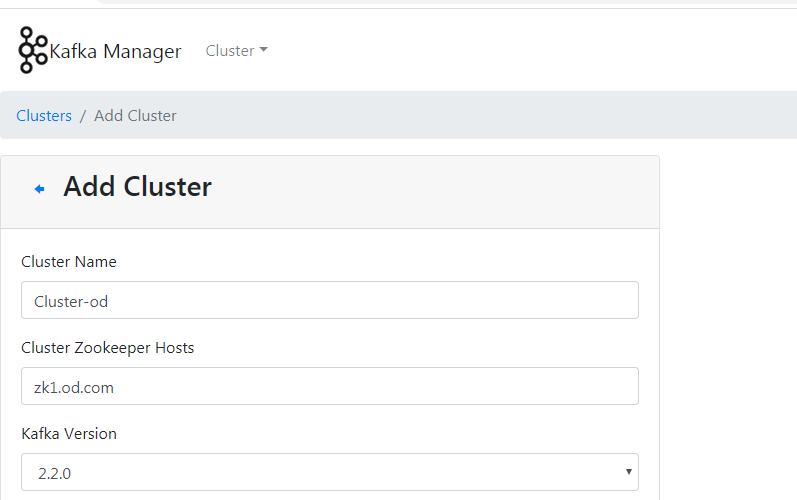 Kafka Manager Cluster
Clusters / Add Cluster
Add Cluster
Cluster Name
Cluster-od
Cluster Zookeeper Hosts
zk1.od.com
Kafka Version
2.2.0